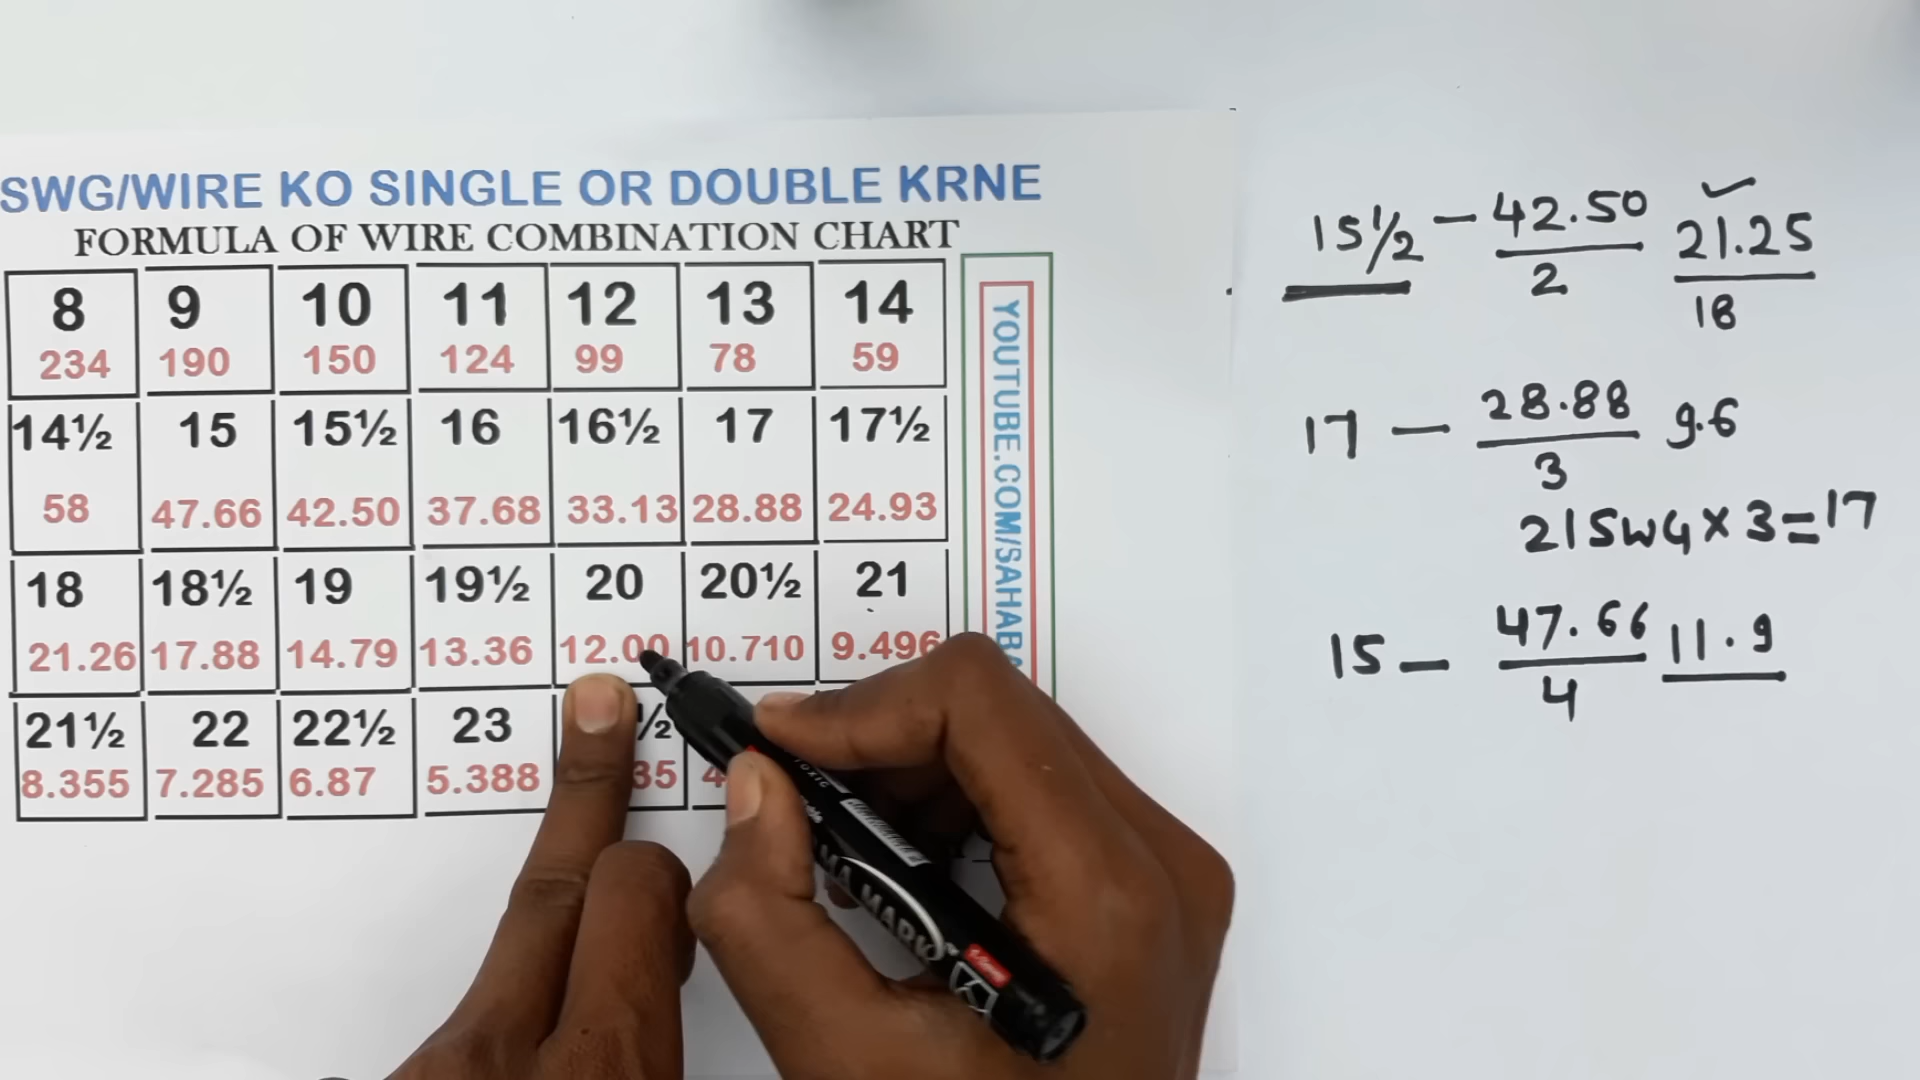 SWG/WIRE KO SINGLE OR DOUBLE KRNE
FORMULA OF WIRE COMBINATION CHART
8 9 10 11 12 13 14
234 190 150 124 99 78 59
14½ 15 15½ 16 16½ 17 17½
58 47.66 42.50 37.68 33.13 28.88 24.93
18 18½ 19 19½ 20 20½ 21
21.26 17.88 14.79 13.36 12.00 10.710 9.496
21½ 22 22½ 23 ½
8.355 7.285 6.87 5.388 35 4
YOUTUBE.COM/SAHABA
15½ - 42.50 21.25
2 18
17 - 28.88 9.6
3
21SWG×3=17
15 - 47.66 11.9
4